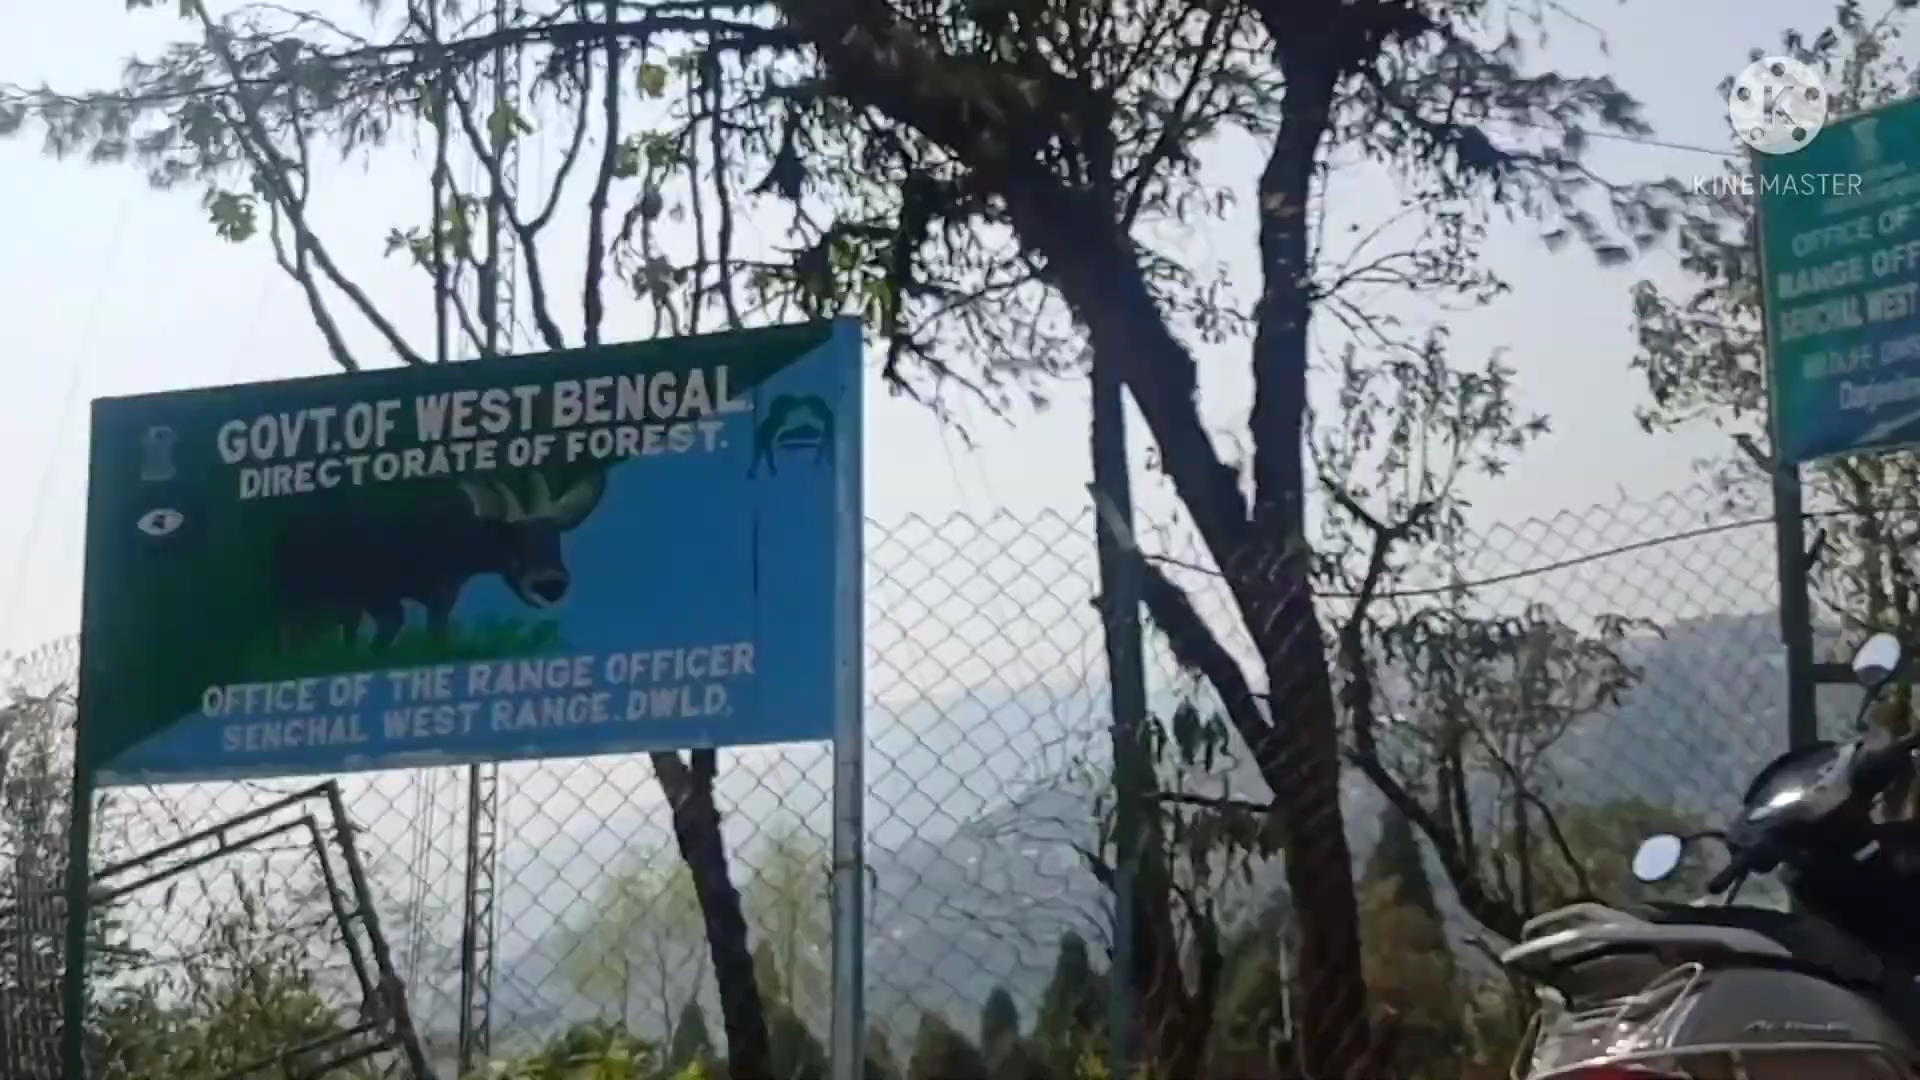 GOVT.OF WEST BENGAL.
DIRECTORATE OF FOREST.
OFFICE OF THE RANGE OFFICER
SENCHAL WEST RANGE.DWLD.
KINEMASTER
OFFICE OF
RANGE OFF
SENCHAL WEST